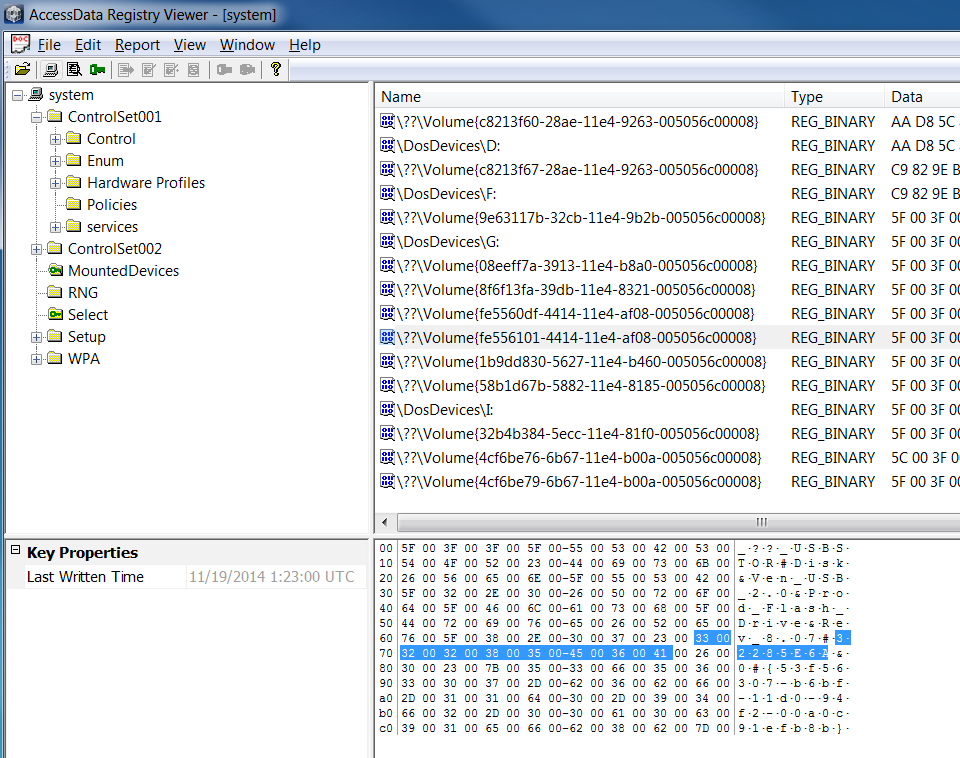 AccessData Registry Viewer - [system]
File Edit Report View Window Help
system
ControlSet001
Control
Enum
Hardware Profiles
Policies
services
ControlSet002
MountedDevices
RNG
Select
Setup
WPA
Name Type Data
\??\Volume{c8213f60-28ae-11e4-9263-005056c00008} REG_BINARY AA D8 5C
\DosDevices\D: REG_BINARY AA D8 5C
\??\Volume{c8213f67-28ae-11e4-9263-005056c00008} REG_BINARY C9 82 9E B
\DosDevices\F: REG_BINARY C9 82 9E B
\??\Volume{9e63117b-32cb-11e4-9b2b-005056c00008} REG_BINARY 5F 00 3F 00
\DosDevices\G: REG_BINARY 5F 00 3F 00
\??\Volume{08eeff7a-3913-11e4-b8a0-005056c00008} REG_BINARY 5F 00 3F 00
\??\Volume{8f6f13fa-39db-11e4-8321-005056c00008} REG_BINARY 5F 00 3F 00
\??\Volume{fe5560df-4414-11e4-af08-005056c00008} REG_BINARY 5F 00 3F 00
\??\Volume{fe556101-4414-11e4-af08-005056c00008} REG_BINARY 5F 00 3F 00
\??\Volume{1b9dd830-5627-11e4-b460-005056c00008} REG_BINARY 5F 00 3F 00
\??\Volume{58b1d67b-5882-11e4-8185-005056c00008} REG_BINARY 5F 00 3F 00
\DosDevices\I: REG_BINARY 5F 00 3F 00
\??\Volume{32b4b384-5ecc-11e4-81f0-005056c00008} REG_BINARY 5F 00 3F 00
\??\Volume{4cf6be76-6b67-11e4-b00a-005056c00008} REG_BINARY 5C 00 3F 00
\??\Volume{4cf6be79-6b67-11e4-b00a-005056c00008} REG_BINARY 5F 00 3F 00
Key Properties
Last Written Time 11/19/2014 1:23:00 UTC
00 5F 00 3F 00 3F 00 5F 00-55 00 53 00 42 00 53 00 _·?·?·_·U·S·B·S·
10 54 00 4F 00 52 00 23 00-44 00 69 00 73 00 6B 00 T·O·R·#·D·i·s·k·
20 26 00 56 00 65 00 6E 00-5F 00 55 00 53 00 42 00 &·V·e·n·_·U·S·B·
30 5F 00 32 00 2E 00 30 00-26 00 50 00 72 00 6F 00 _·2·.·0·&·P·r·o·
40 64 00 5F 00 46 00 6C 00-61 00 73 00 68 00 5F 00 d·_·F·l·a·s·h·_·
50 44 00 72 00 69 00 76 00-65 00 26 00 52 00 65 00 D·r·i·v·e·&·R·e·
60 76 00 5F 00 38 00 2E 00-30 00 37 00 23 00 33 00 v·_·8·.·0·7·#·3·
70 32 00 32 00 38 00 35 00-45 00 36 00 41 00 26 00 2·2·8·5·E·6·A·&·
80 30 00 23 00 7B 00 35 00-33 00 66 00 35 00 36 00 0·#·{·5·3·f·5·6·
90 33 00 30 00 37 00 2D 00-62 00 36 00 62 00 66 00 3·0·7·-·b·6·b·f·
a0 2D 00 31 00 31 00 64 00-30 00 2D 00 39 00 34 00 -·1·1·d·0·-·9·4·
b0 66 00 32 00 2D 00 30 00-30 00 61 00 30 00 63 00 f·2·-·0·0·a·0·c·
c0 39 00 31 00 65 00 66 00-62 00 38 00 62 00 7D 00 9·1·e·f·b·8·b·}·